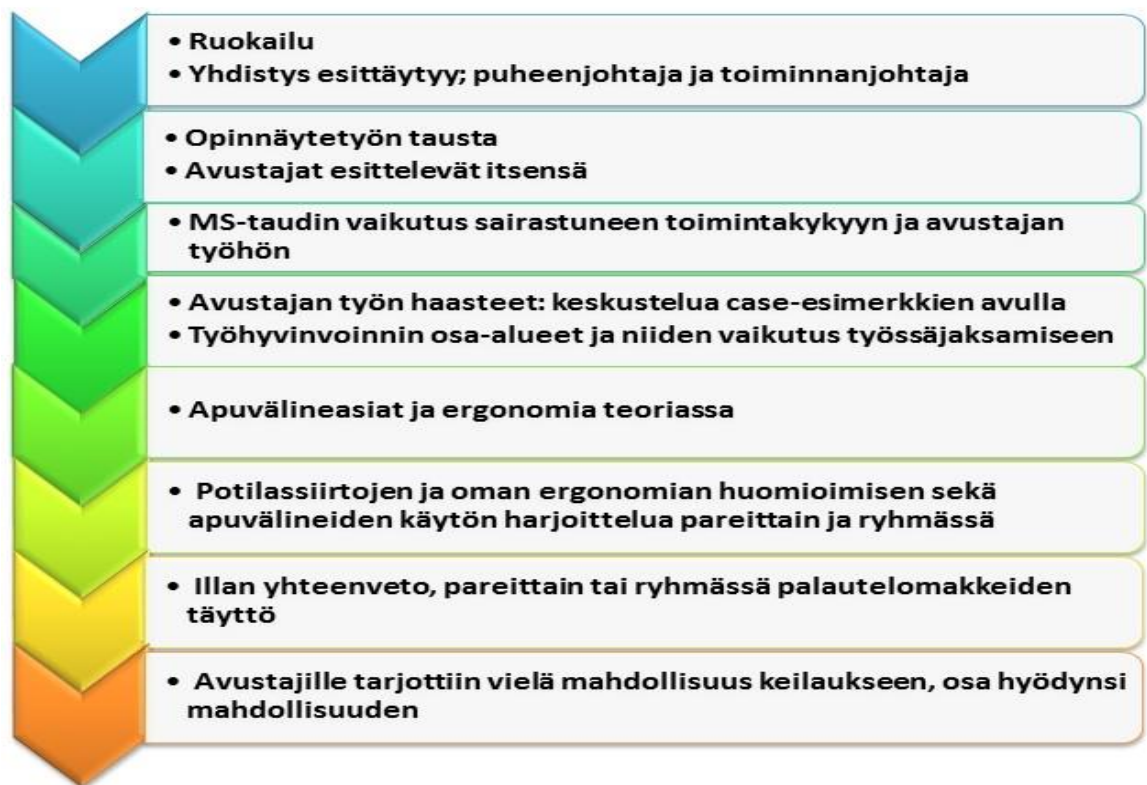 • Ruokailu
• Yhdistys esittäytyy; puheenjohtaja ja toiminnanjohtaja
• Opinnäytetyön tausta
• Avustajat esittelevät itsensä
• MS-taudin vaikutus sairastuneen toimintakykyyn ja avustajan
työhön
• Avustajan työn haasteet: keskustelua case-esimerkkien avulla
• Työhyvinvoinnin osa-alueet ja niiden vaikutus työssäjaksamiseen
• Apuvälineasiat ja ergonomia teoriassa
• Potilassiirtojen ja oman ergonomian huomioimisen sekä
apuvälineiden käytön harjoittelua pareittain ja ryhmässä
• Illan yhteenveto, pareittain tai ryhmässä palautelomakkeiden
täyttö
• Avustajille tarjottiin vielä mahdollisuus keilaukseen, osa hyödynsi
mahdollisuuden